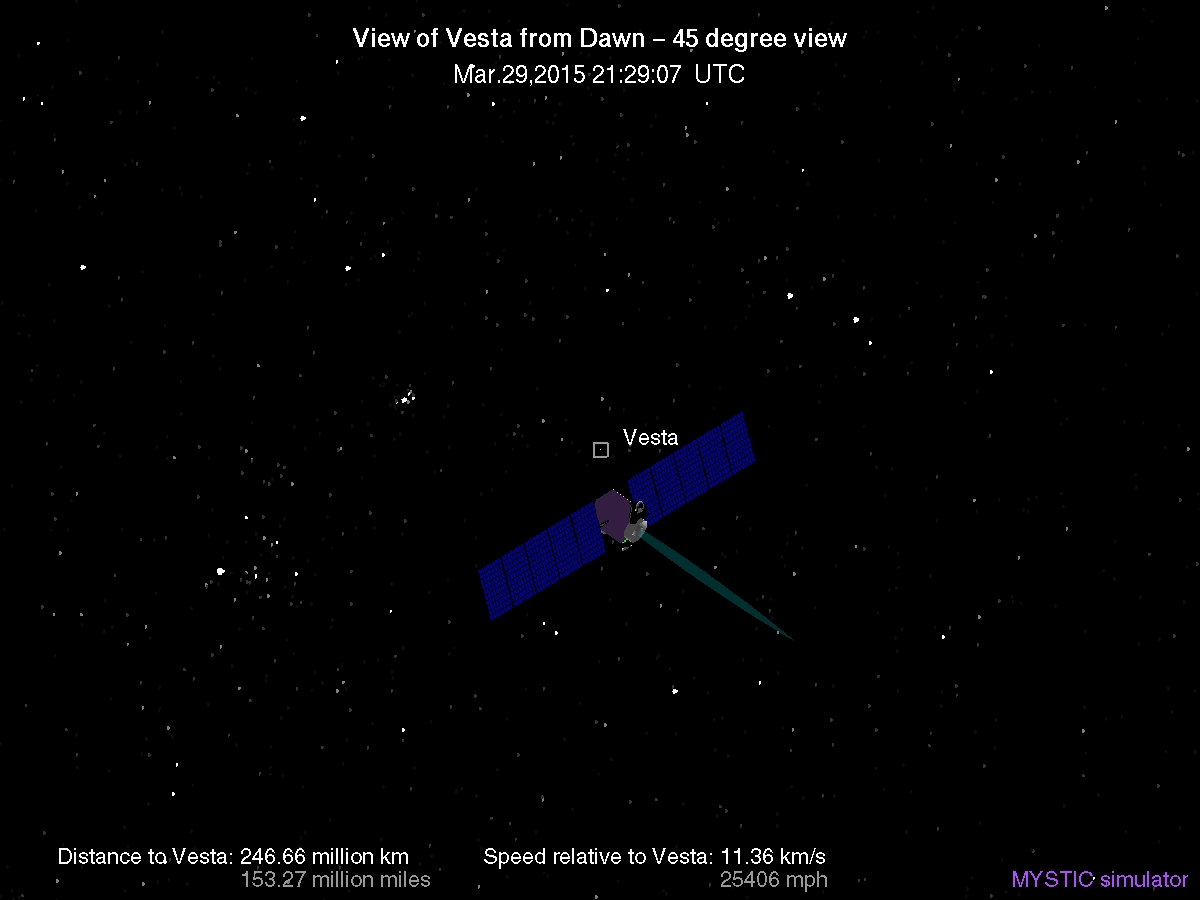 View of Vesta from Dawn – 45 degree view
Mar.29,2015 21:29:07 UTC
Vesta
Distance to Vesta: 246.66 million km
153.27 million miles
Speed relative to Vesta: 11.36 km/s
25406 mph
MYSTIC simulator